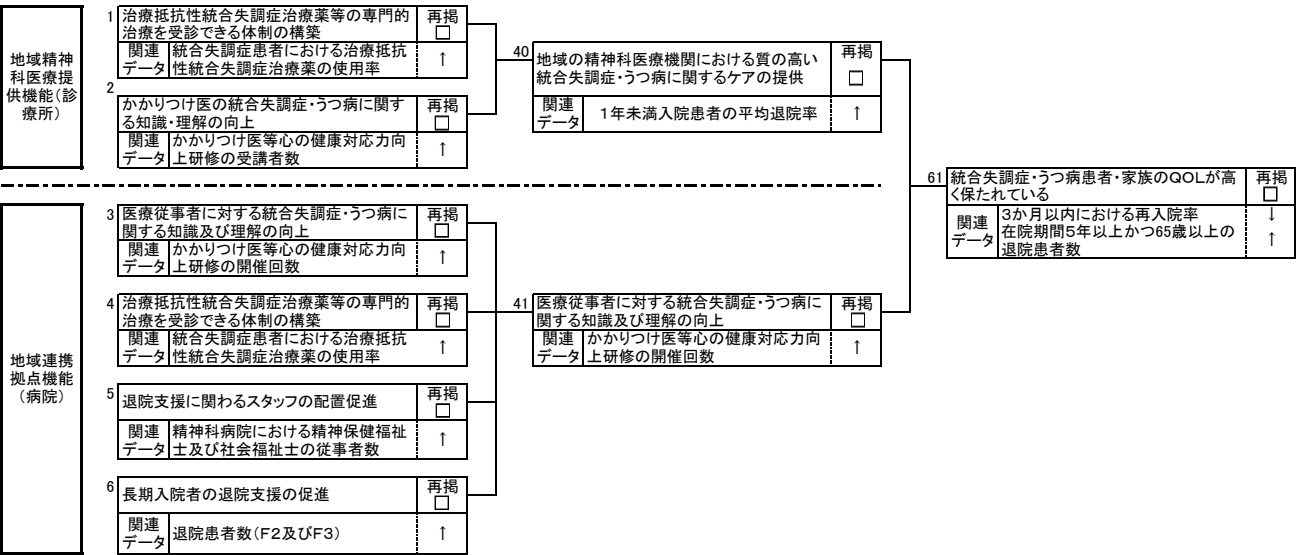 地域精神
科医療提
供機能（診
療所）
1
治療抵抗性統合失調症治療薬等の専門的
治療を受診できる体制の構築
再掲
□
関連
データ
統合失調症患者における治療抵抗
性統合失調症治療薬の使用率
↑
2
かかりつけ医の統合失調症・うつ病に関す
る知識・理解の向上
再掲
□
関連
データ
かかりつけ医等心の健康対応力向
上研修の受講者数
↑
40
地域の精神科医療機関における質の高い
統合失調症・うつ病に関するケアの提供
再掲
□
関連
データ
１年未満入院患者の平均退院率
↑
地域連携
拠点機能
（病院）
3
医療従事者に対する統合失調症・うつ病に
関する知識及び理解の向上
再掲
□
関連
データ
かかりつけ医等心の健康対応力向
上研修の開催回数
↑
4
治療抵抗性統合失調症治療薬等の専門的
治療を受診できる体制の構築
再掲
□
関連
データ
統合失調症患者における治療抵抗
性統合失調症治療薬の使用率
↑
5
退院支援に関わるスタッフの配置促進
再掲
□
関連
データ
精神科病院における精神保健福祉
士及び社会福祉士の従事者数
↑
6
長期入院者の退院支援の促進
再掲
□
関連
データ
退院患者数（F２及びF３）
↑
41
医療従事者に対する統合失調症・うつ病に
関する知識及び理解の向上
再掲
□
関連
データ
かかりつけ医等心の健康対応力向
上研修の開催回数
↑
61
統合失調症・うつ病患者・家族のＱＯＬが高
く保たれている
再掲
□
関連
データ
３か月以内における再入院率
↓
在院期間５年以上かつ65歳以上の
退院患者数
↑